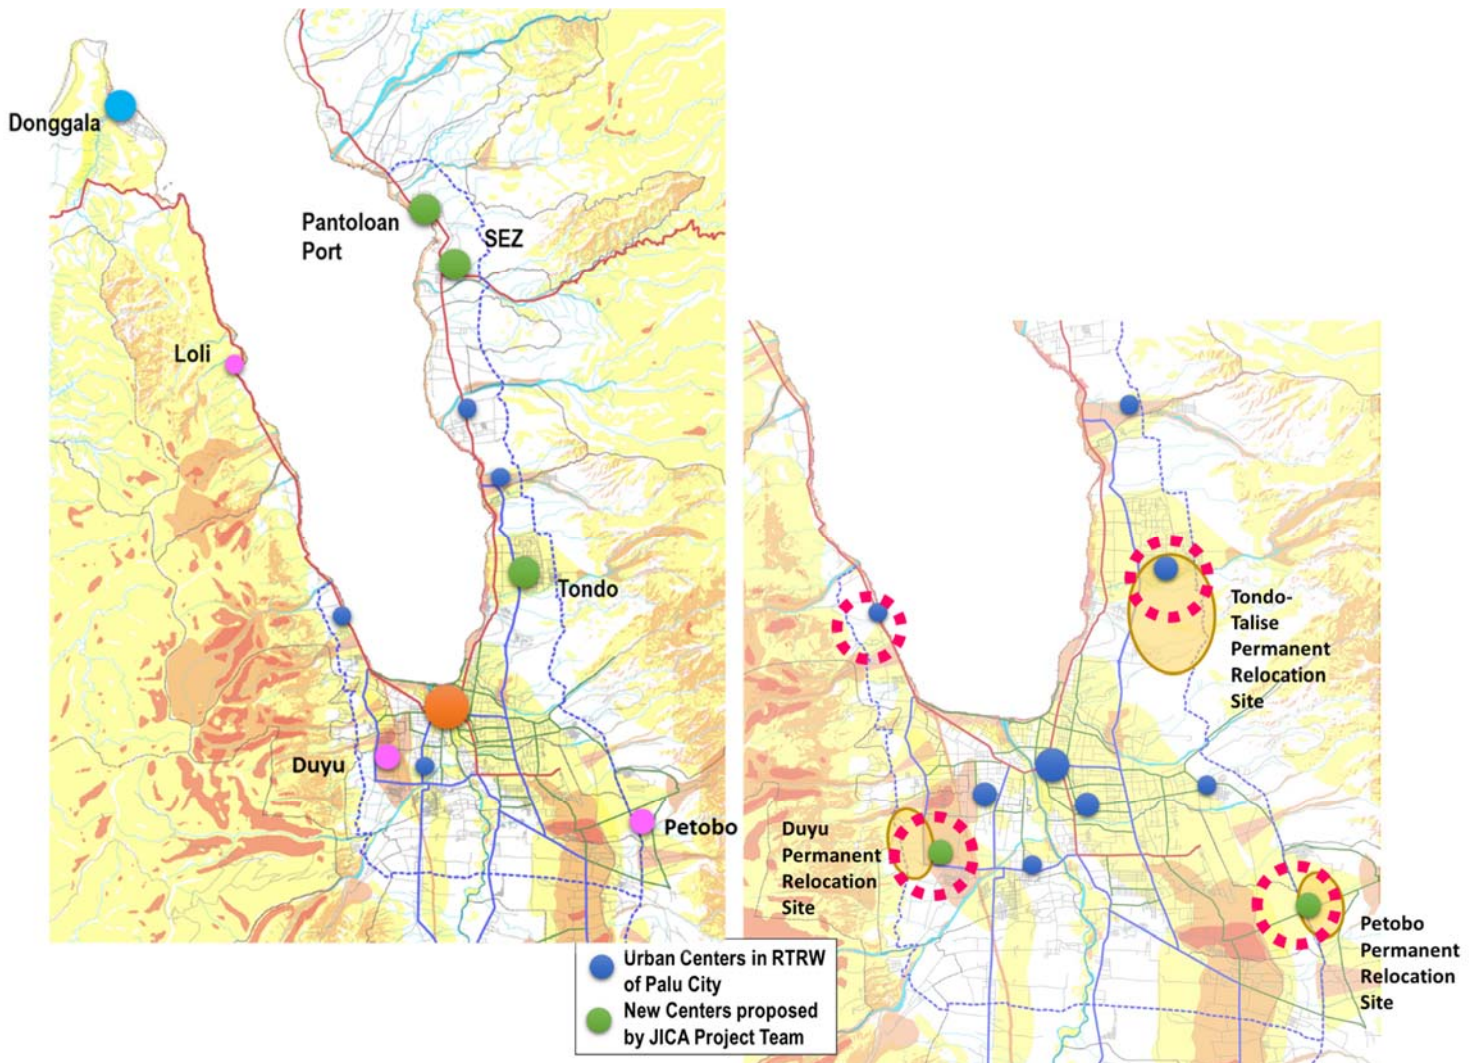 Donggala
Pantoloan
Port
SEZ
Loli
Tondo
Duyu
Petobo
Tondo-
Talise
Permanent
Relocation
Site
Duyu
Permanent
Relocation
Site
Petobo
Permanent
Relocation
Site
Urban Centers in RTRW
of Palu City
New Centers proposed
by JICA Project Team